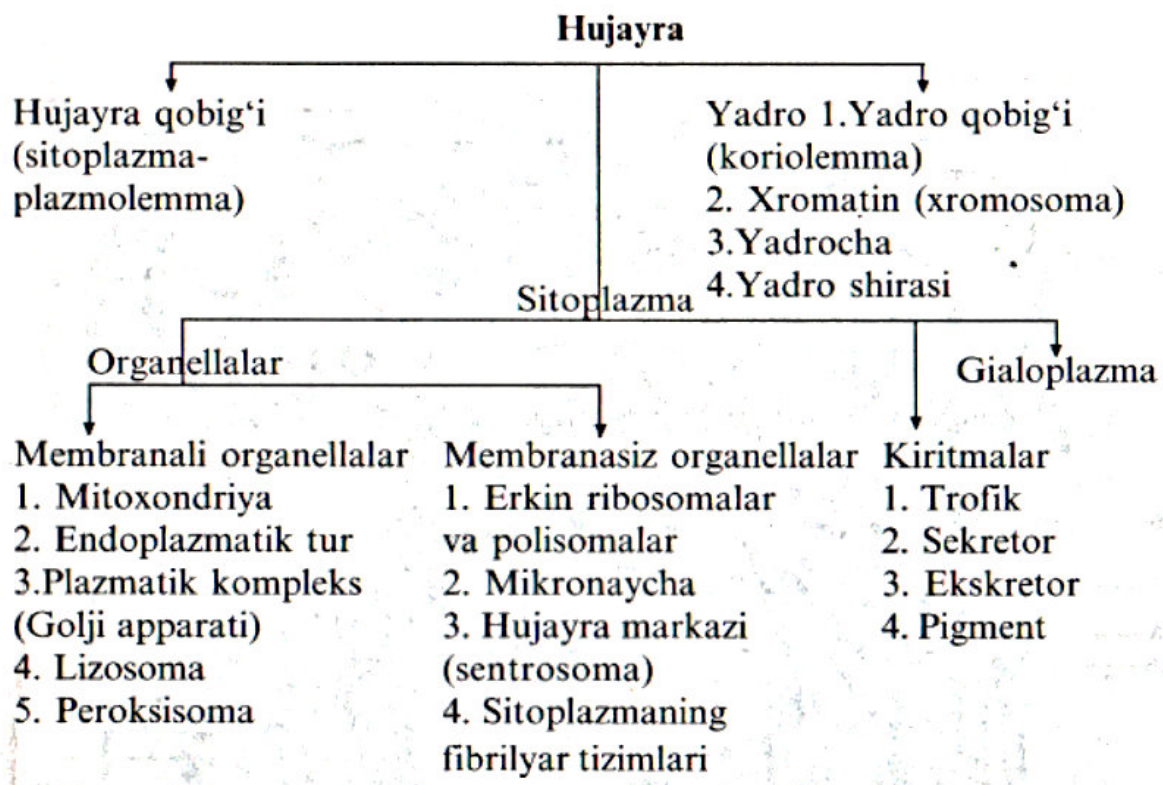 Hujayra
Hujayra qobig‘i
(sitoplazma-
plazmolemma)
Yadro 1.Yadro qobig‘i
(koriolemma)
2. Xromatin (xromosoma)
3.Yadrocha
4.Yadro shirasi
Sitoplazma
Organellalar
Gialoplazma
Membranali organellalar
1. Mitoxondriya
2. Endoplazmatik tur
3.Plazmatik kompleks
(Golji apparati)
4. Lizosoma
5. Peroksisoma
Membranasiz organellalar
1. Erkin ribosomalar
va polisomalar
2. Mikronaycha
3. Hujayra markazi
(sentrosoma)
4. Sitoplazmaning
fibrilyar tizimlari
Kiritmalar
1. Trofik
2. Sekretor
3. Ekskretor
4. Pigment